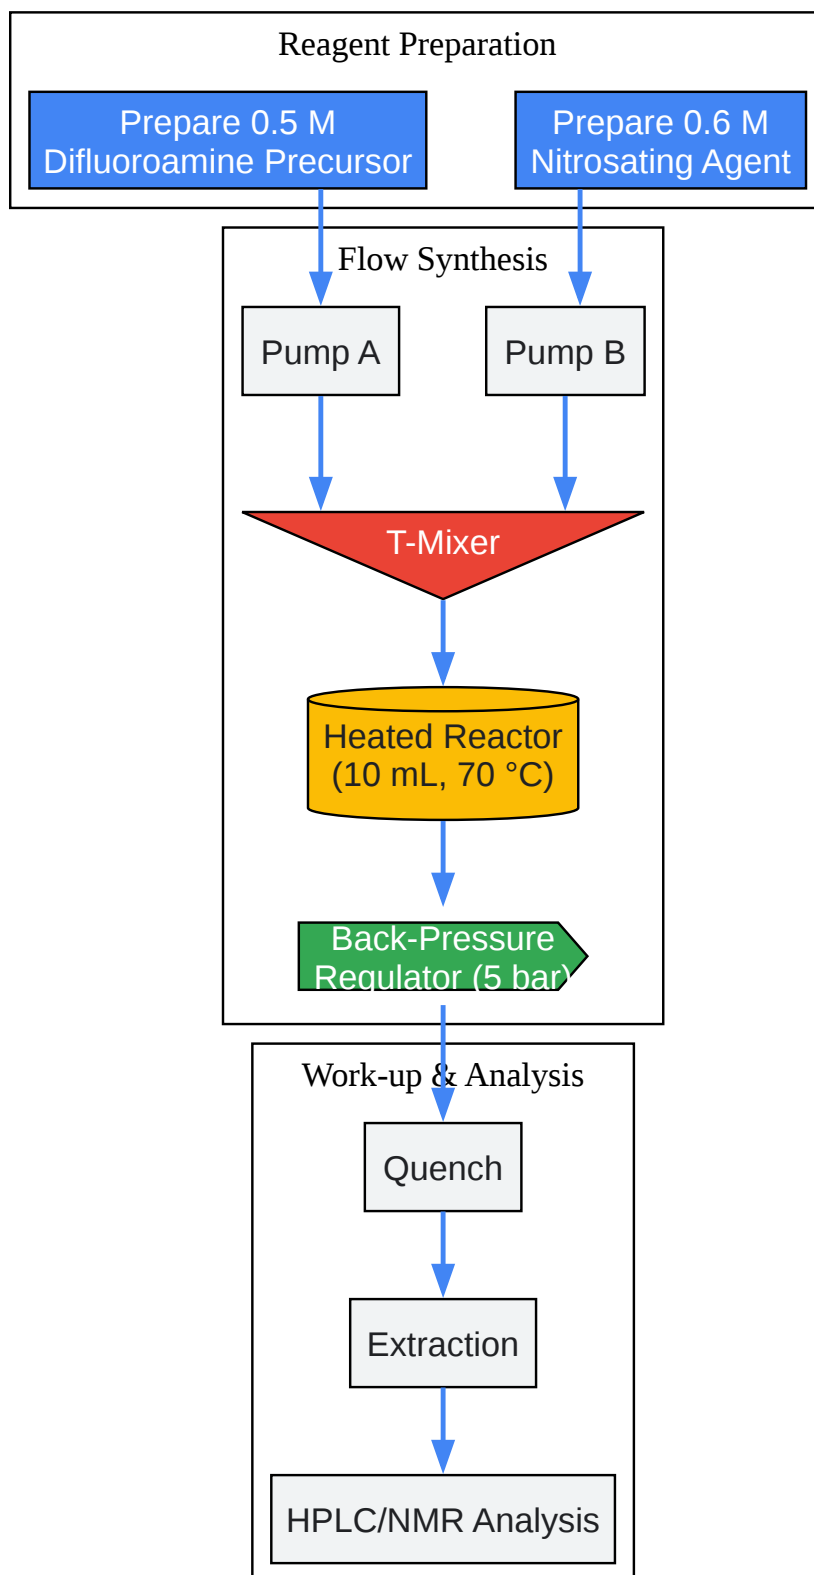 Reagent Preparation
Prepare 0.5 M
Difluoroamine Precursor
Prepare 0.6 M
Nitrosating Agent
Flow Synthesis
Pump A
Pump B
T-Mixer
Heated Reactor
(10 mL, 70 °C)
Back-Pressure
Regulator (5 bar)
Work-up & Analysis
Quench
Extraction
HPLC/NMR Analysis